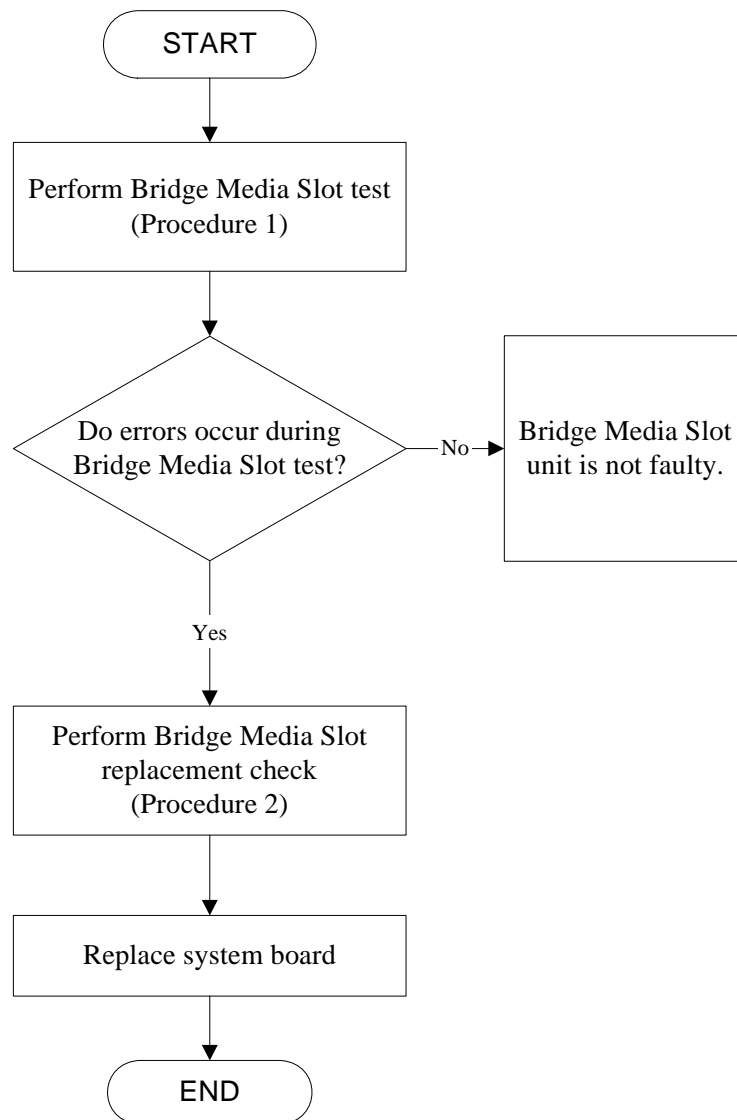 START
Perform Bridge Media Slot test
(Procedure 1)
Do errors occur during
Bridge Media Slot test?
No
Bridge Media Slot
unit is not faulty.
Yes
Perform Bridge Media Slot
replacement check
(Procedure 2)
Replace system board
END